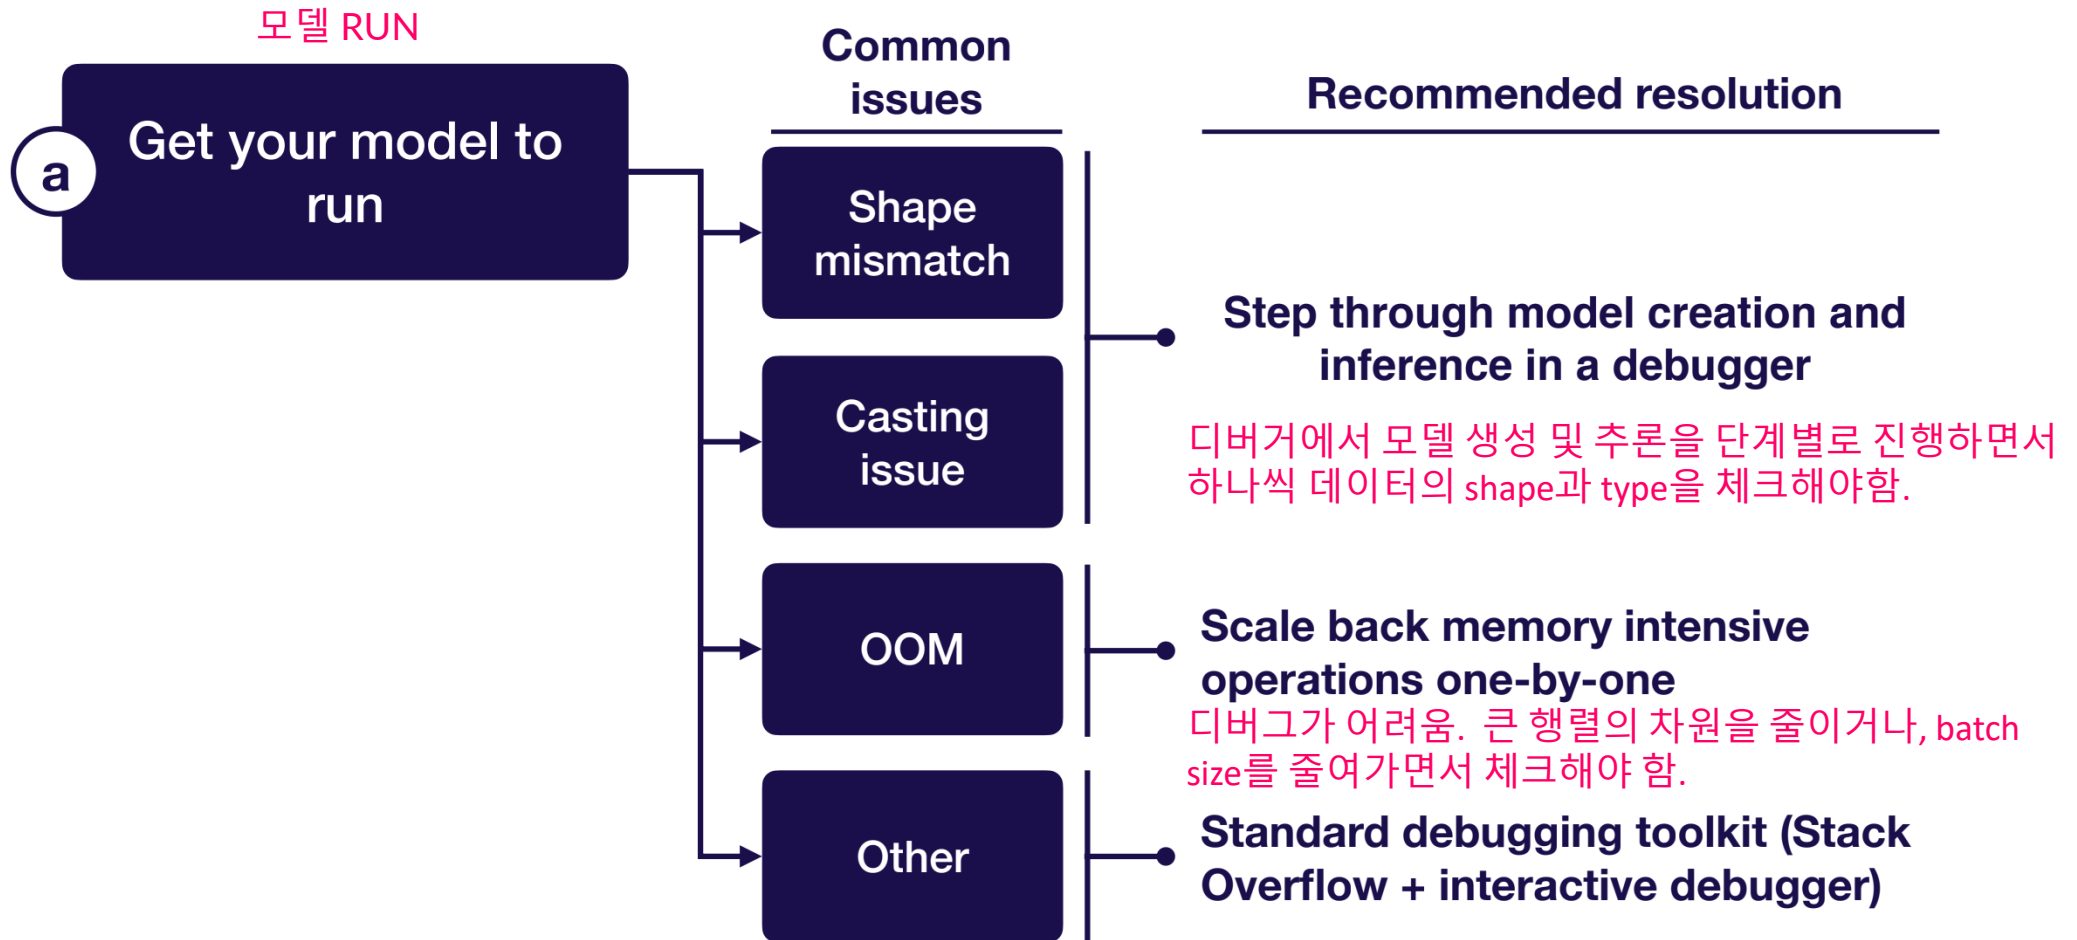 모델 RUN
a
Get your model to
run
Common
issues
Recommended resolution
Shape
mismatch
Casting
issue
Step through model creation and
inference in a debugger
디버거에서 모델 생성 및 추론을 단계별로 진행하면서
하나씩 데이터의 shape과 type을 체크해야함.
OOM
Scale back memory intensive
operations one-by-one
디버그가 어려움. 큰 행렬의 차원을 줄이거나, batch
size를 줄여가면서 체크해야 함.
Other
Standard debugging toolkit (Stack
Overflow + interactive debugger)